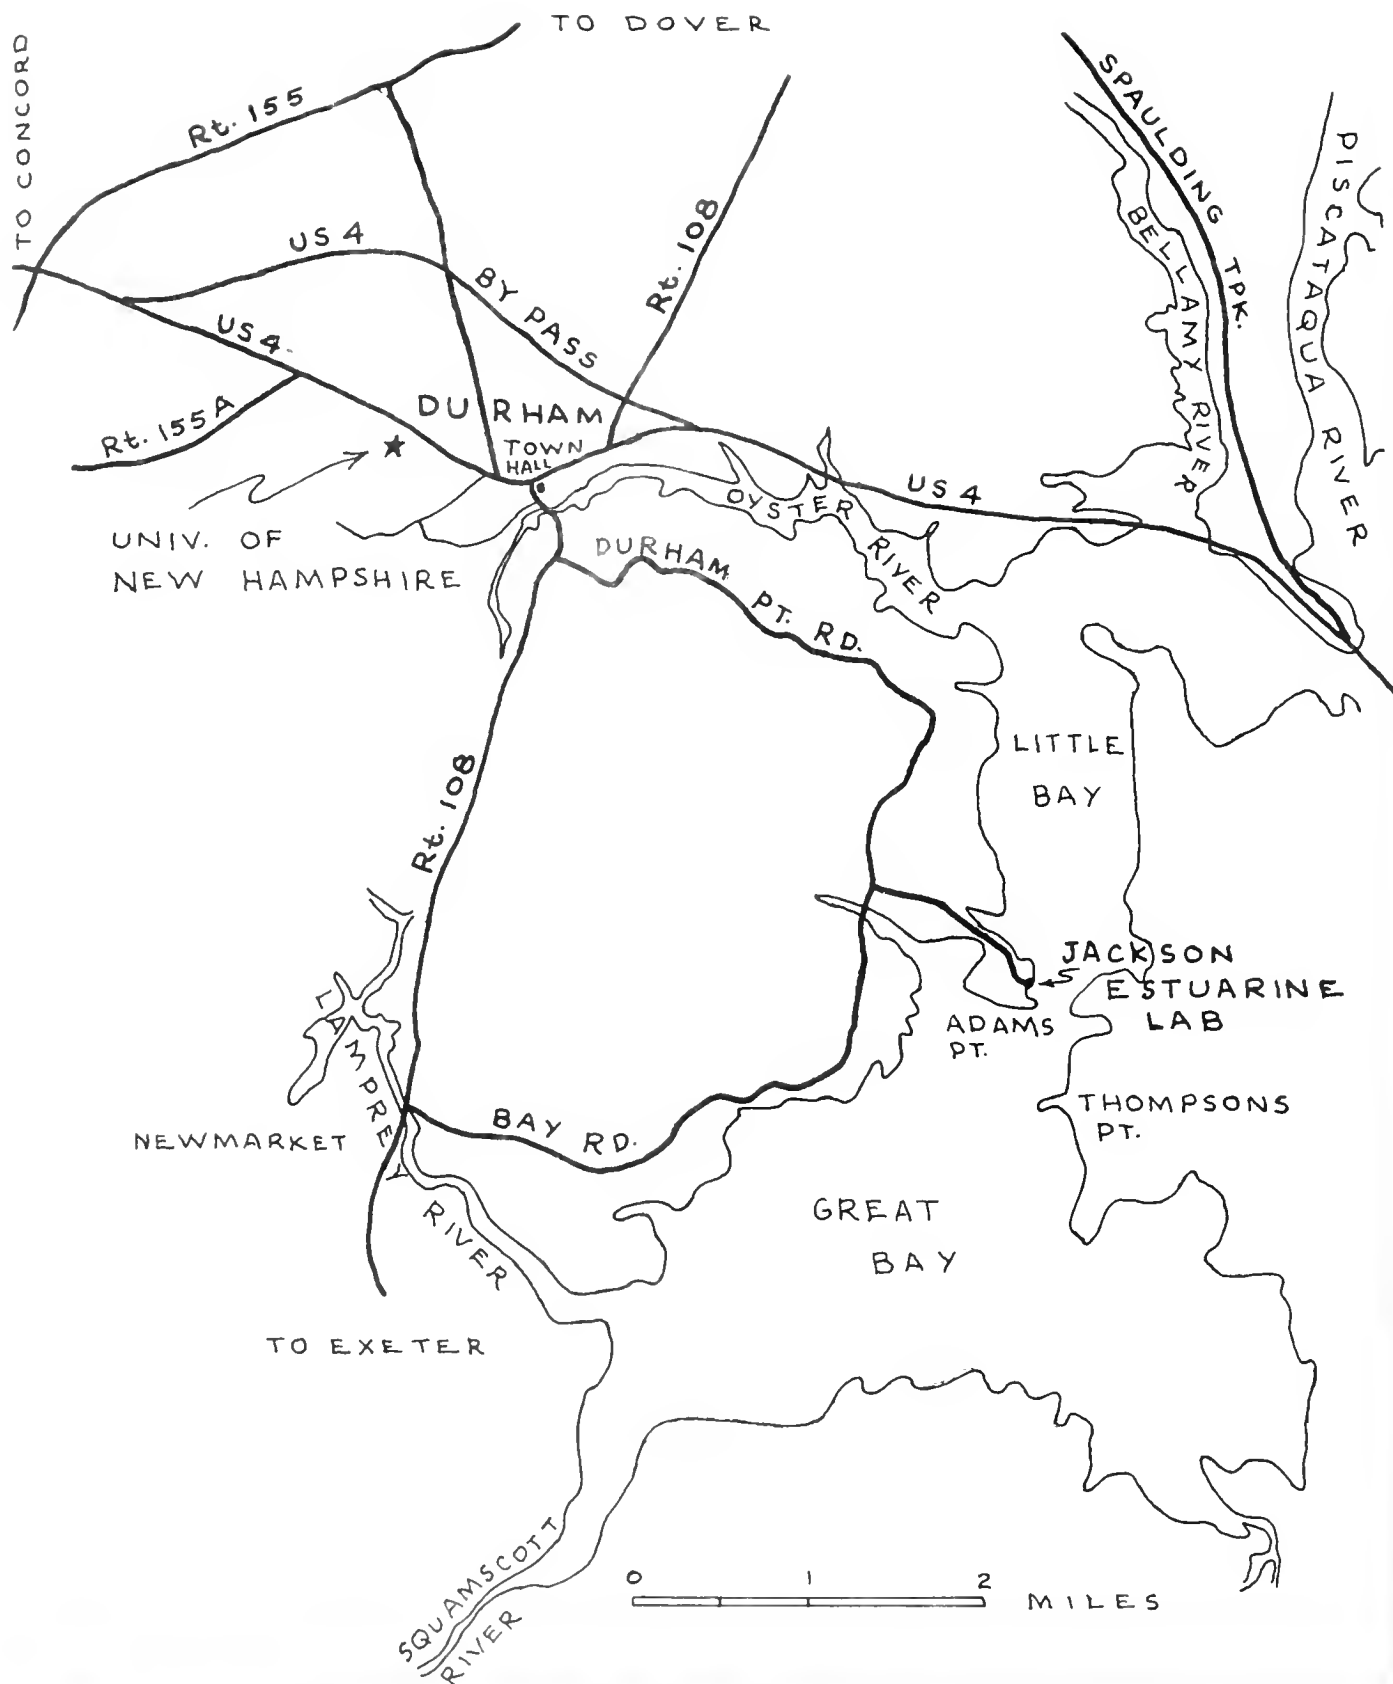 TO DOVER
TO CONCORD
Rt. 155
SPAULDING TPK.
PISCATAQUA RIVER
US 4
BY PASS
Rt. 108
BELLAMY RIVER
US 4
Rt. 155A
DURHAM
TOWN
HALL
OYSTER
RIVER
US 4
UNIV. OF
NEW HAMPSHIRE
DURHAM
PT. RD.
LITTLE
BAY
Rt. 108
JACKSON
ESTUARINE
LAB
ADAMS
PT.
LAMPREY
RIVER
NEWMARKET
BAY RD.
THOMPSONS
PT.
GREAT
BAY
TO EXETER
SQUAMSCOTT
RIVER
0 1 2
MILES